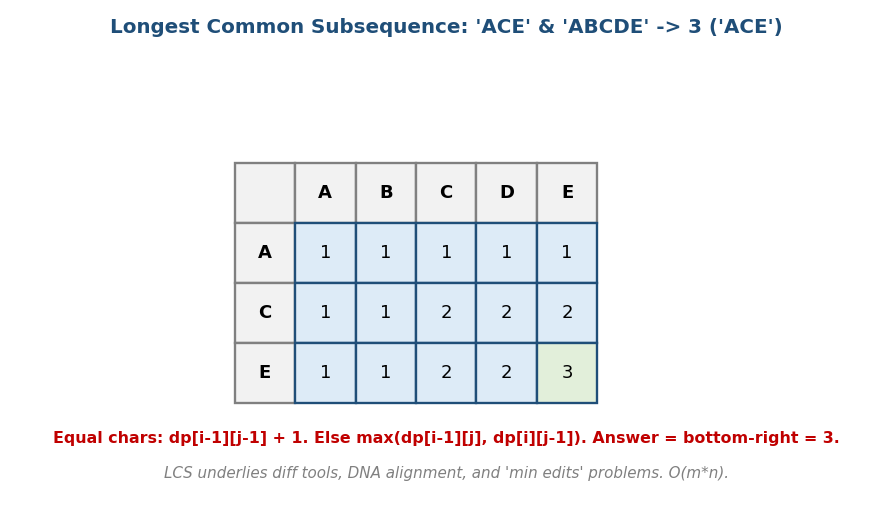 Longest Common Subsequence: 'ACE' & 'ABCDE' -> 3 ('ACE')
A B C D E
A 1 1 1 1 1
C 1 1 2 2 2
E 1 1 2 2 3
Equal chars: dp[i-1][j-1] + 1. Else max(dp[i-1][j], dp[i][j-1]). Answer = bottom-right = 3.
LCS underlies diff tools, DNA alignment, and 'min edits' problems. O(m*n).